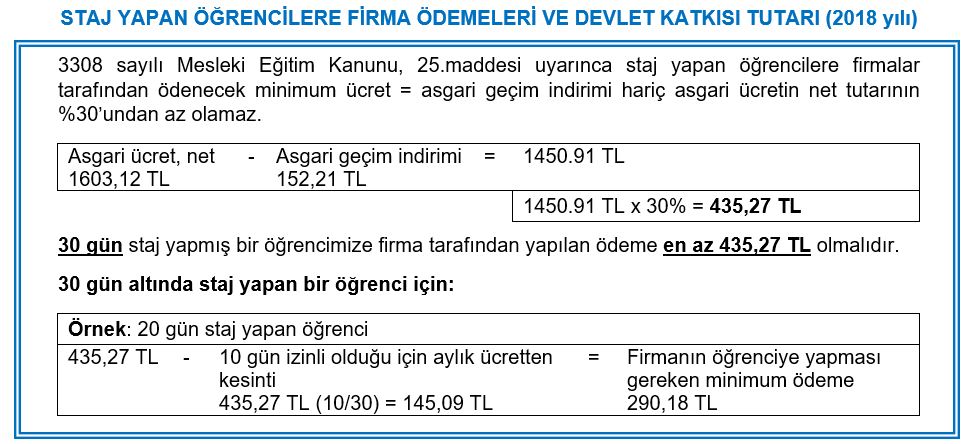 STAJ YAPAN ÖĞRENCİLERE FİRMA ÖDEMELERİ VE DEVLET KATKISI TUTARI (2018 yılı)
3308 sayılı Mesleki Eğitim Kanunu, 25.maddesi uyarınca staj yapan öğrencilere firmalar
tarafından ödenecek minimum ücret = asgari geçim indirimi hariç asgari ücretin net tutarının
%30’undan az olamaz.
Asgari ücret, net - Asgari geçim indirimi = 1450.91 TL
1603,12 TL 152,21 TL
1450.91 TL x 30% = 435,27 TL
30 gün staj yapmış bir öğrencimize firma tarafından yapılan ödeme en az 435,27 TL olmalıdır.
30 gün altında staj yapan bir öğrenci için:
Örnek: 20 gün staj yapan öğrenci
435,27 TL - 10 gün izinli olduğu için aylık ücretten = Firmanın öğrenciye yapması
kesinti gereken minimum ödeme
435,27 TL (10/30) = 145,09 TL 290,18 TL